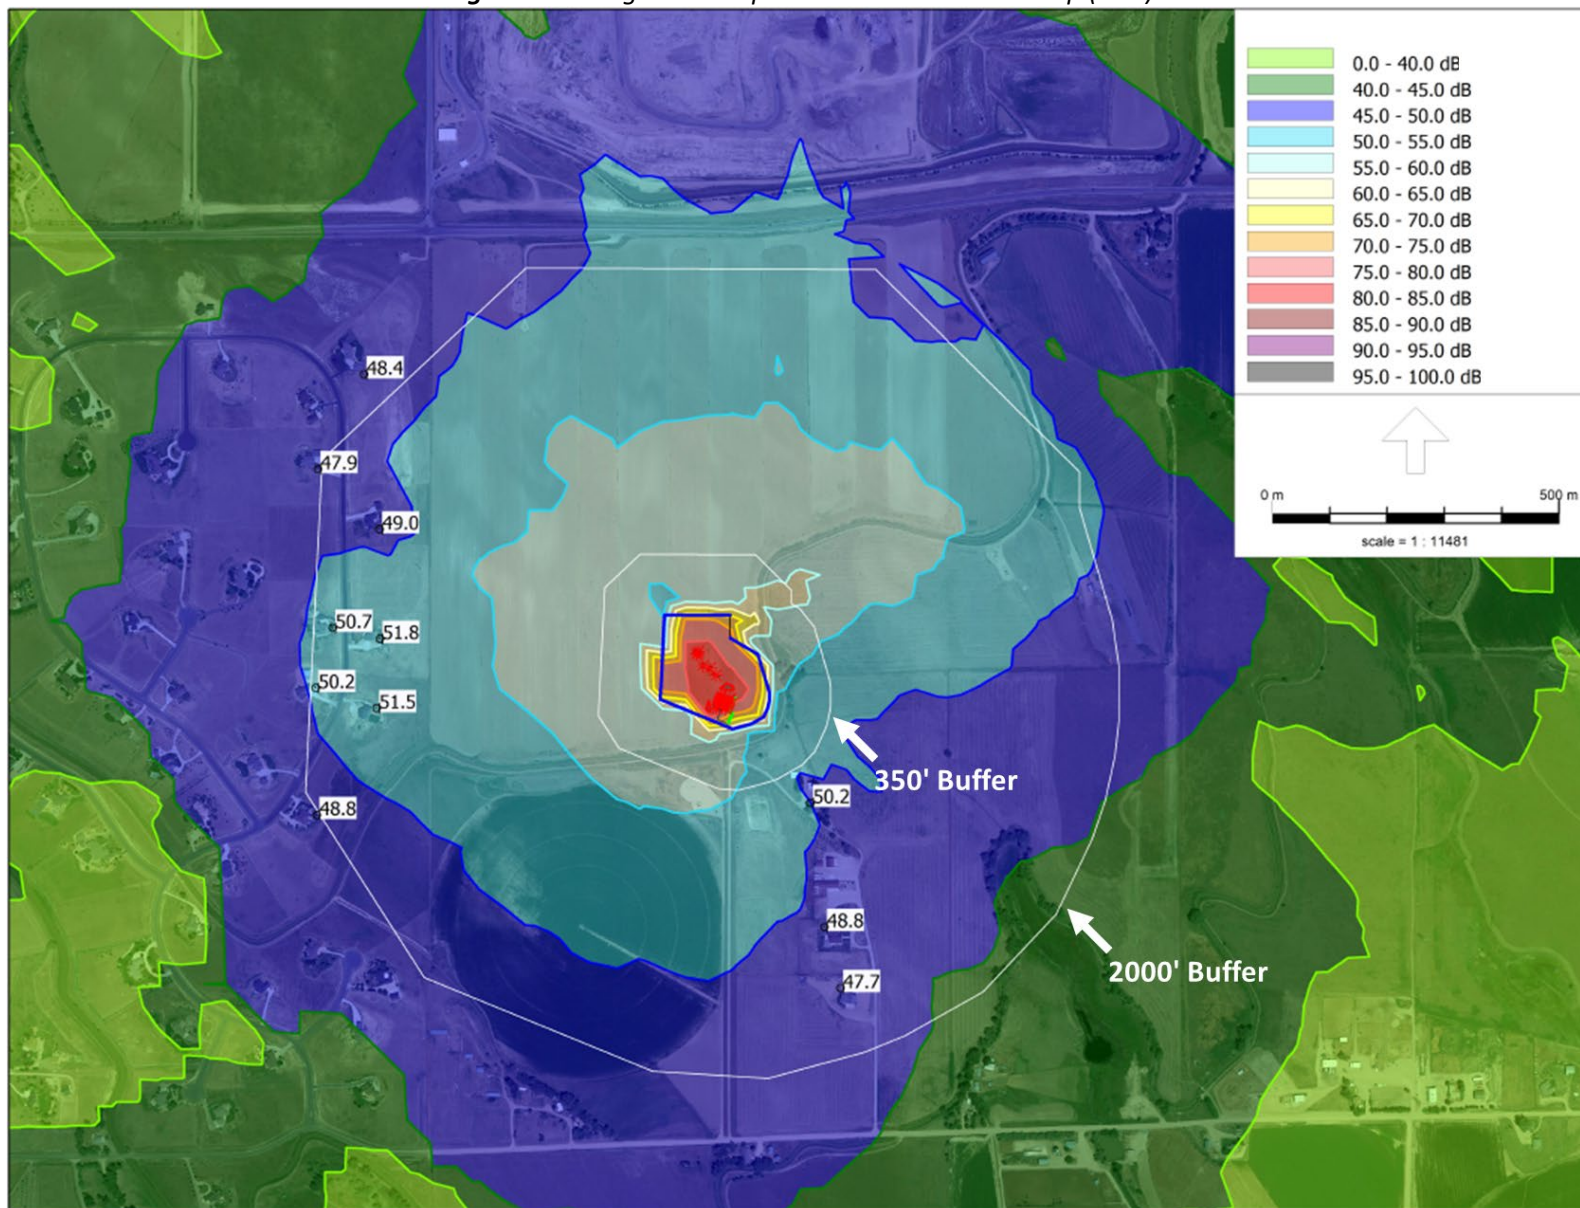 0.0 - 40.0 dB
40.0 - 45.0 dB
45.0 - 50.0 dB
50.0 - 55.0 dB
55.0 - 60.0 dB
60.0 - 65.0 dB
65.0 - 70.0 dB
70.0 - 75.0 dB
75.0 - 80.0 dB
80.0 - 85.0 dB
85.0 - 90.0 dB
90.0 - 95.0 dB
95.0 - 100.0 dB
0 m 500 m
scale = 1 : 11481
48.4
47.9
49.0
50.7
51.8
50.2
51.5
350' Buffer
48.8
50.2
48.8
2000' Buffer
47.7